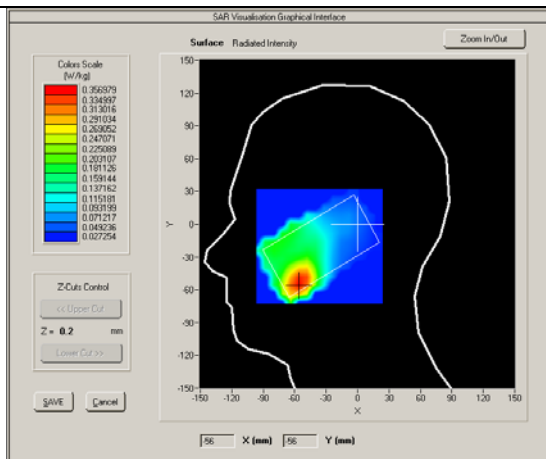 SAR Visualisation Graphical Interface
Surface Radiated Intensity
Zoom In/Out
Colors Scale
(W/kg)
0.356979
0.334997
0.313016
0.291034
0.269052
0.247071
0.225089
0.203107
0.181126
0.159144
0.137162
0.115181
0.093199
0.071217
0.049236
0.027254
Z-Cuts Control
<< Upper Cut
Z = 0.2 mm
Lower Cut >>
SAVE
Cancel
150
120
90
60
30
0
-30
-60
-90
-120
-150
Y
-150 -120 -90 -60 -30 0 30 60 90 120 150
X
-56 X (mm) -56 Y (mm)